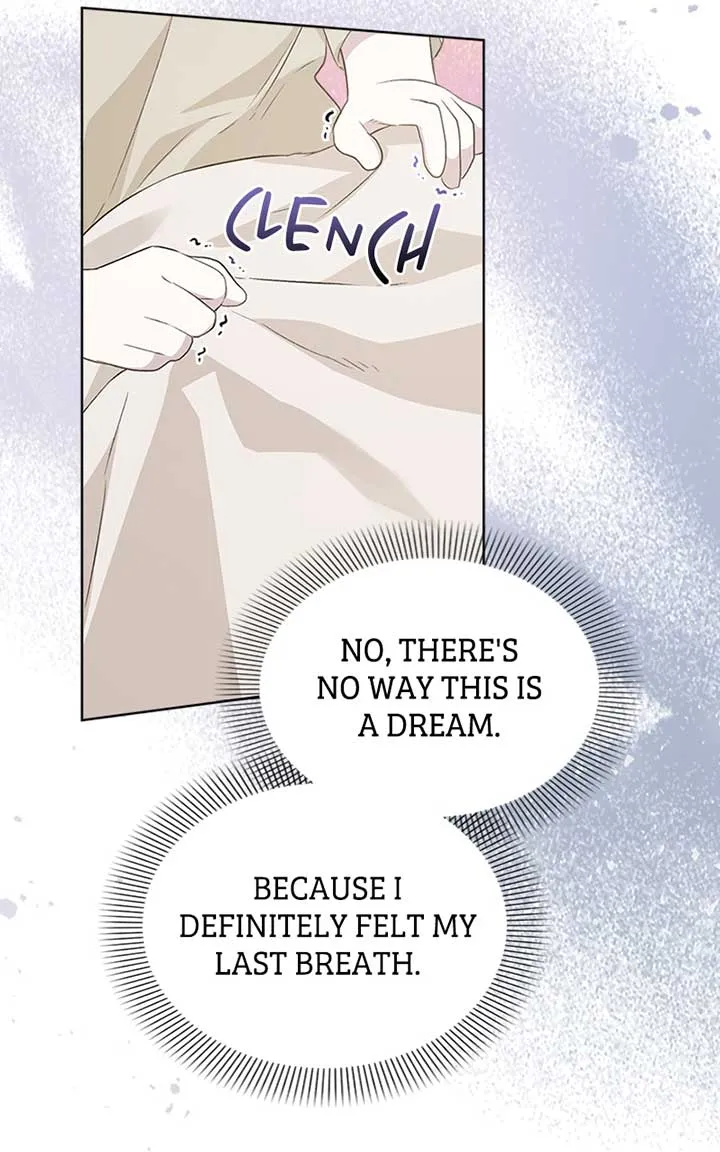 CLENCH
NO, THERE'S
NO WAY THIS IS
A DREAM.
BECAUSE I
DEFINITELY FELT MY
LAST BREATH.